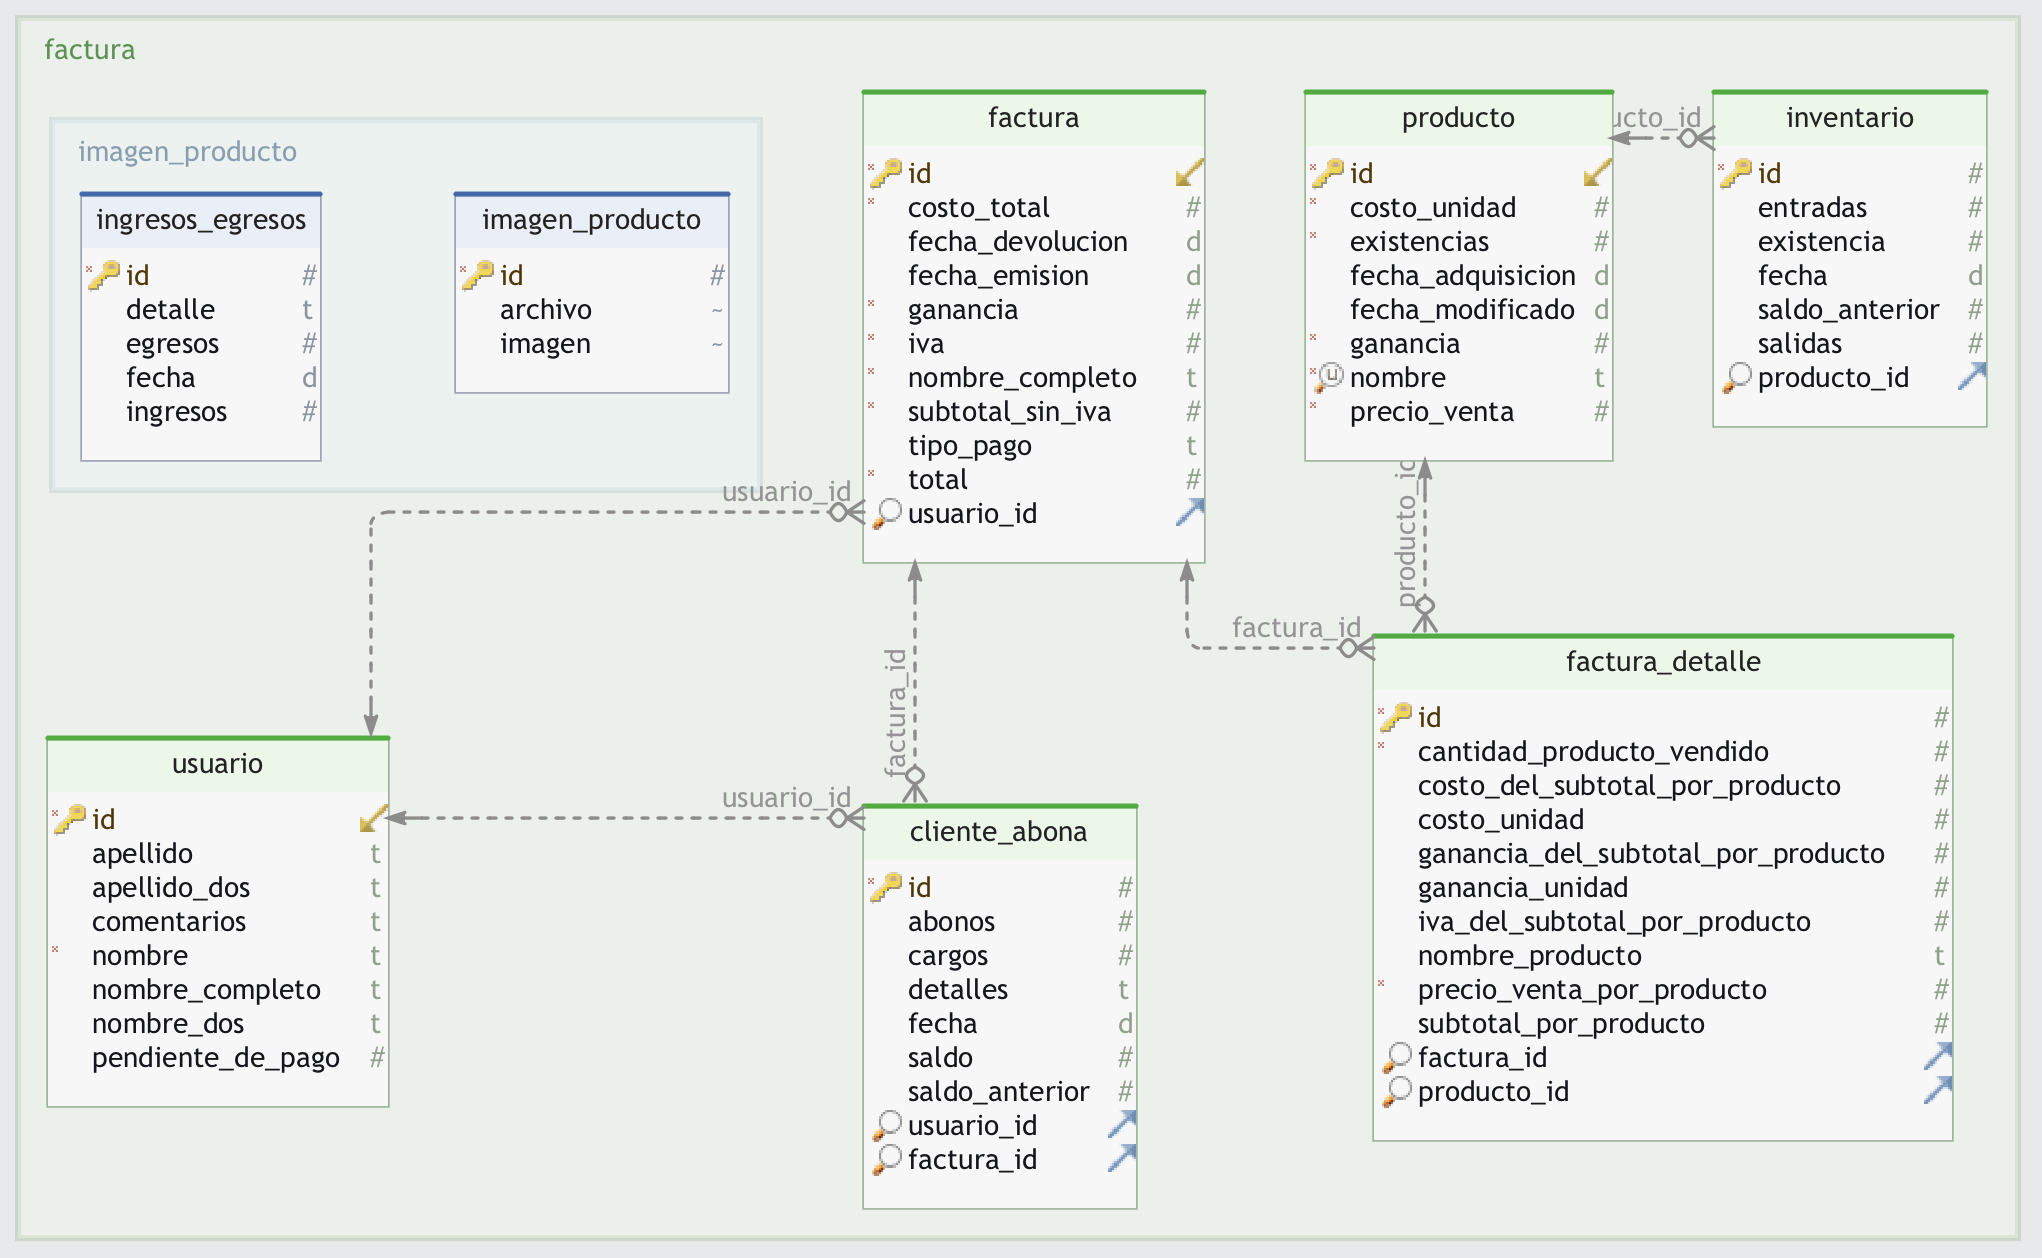 factura
imagen_producto
ingresos_egresos
id #
detalle t
egresos #
fecha d
ingresos #
imagen_producto
id #
archivo ~
imagen ~
factura
id
costo_total #
fecha_devolucion d
fecha_emision d
ganancia #
iva #
nombre_completo t
subtotal_sin_iva #
tipo_pago t
total #
usuario_id
producto
id
costo_unidad #
existencias #
fecha_adquisicion d
fecha_modificado d
ganancia #
u nombre t
precio_venta #
ucto_id
inventario
id #
entradas #
existencia #
fecha d
saldo_anterior #
salidas #
producto_id
usuario_id
producto_id
factura_id
factura_id
usuario_id
usuario
id
apellido t
apellido_dos t
comentarios t
nombre t
nombre_completo t
nombre_dos t
pendiente_de_pago #
cliente_abona
id #
abonos #
cargos #
detalles t
fecha d
saldo #
saldo_anterior #
usuario_id
factura_id
factura_detalle
id #
cantidad_producto_vendido #
costo_del_subtotal_por_producto #
costo_unidad #
ganancia_del_subtotal_por_producto #
ganancia_unidad #
iva_del_subtotal_por_producto #
nombre_producto t
precio_venta_por_producto #
subtotal_por_producto #
factura_id
producto_id